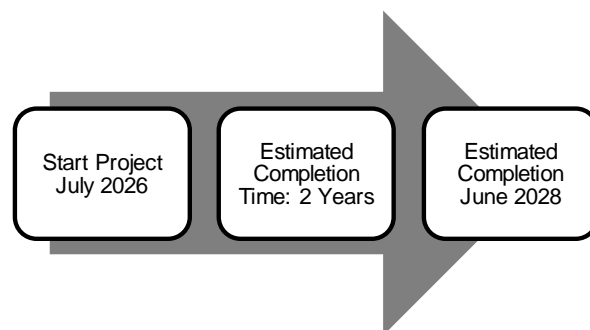 Start Project
July 2026
Estimated
Completion
Time: 2 Years
Estimated
Completion
June 2028